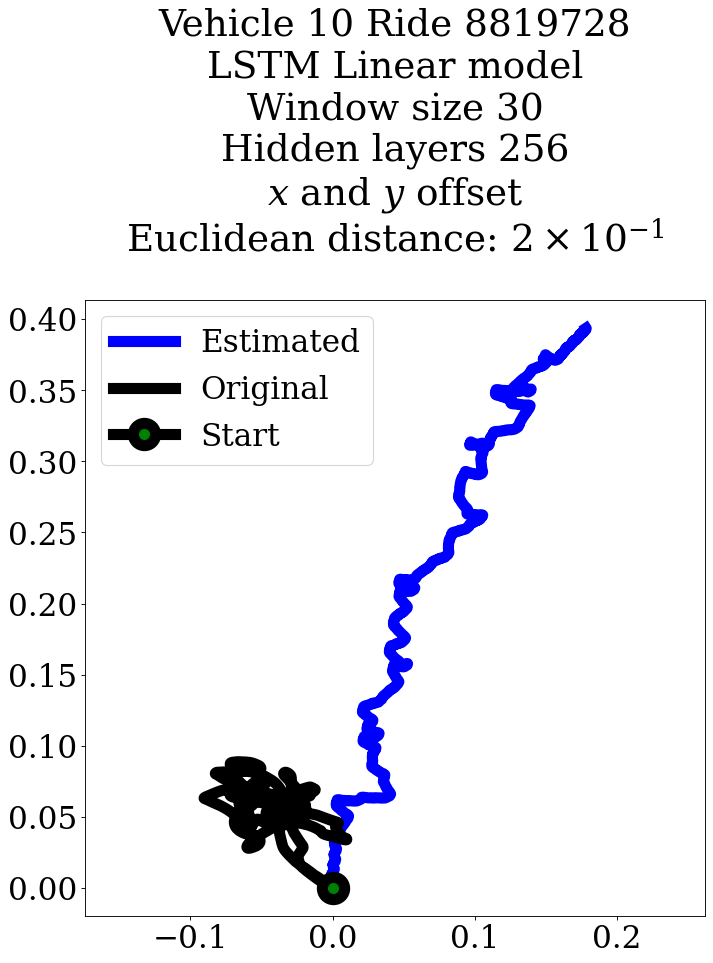 Vehicle 10 Ride 8819728
LSTM Linear model
Window size 30
Hidden layers 256
x and y offset
Euclidean distance: 2 × 10⁻¹
Estimated
Original
Start
0.40
0.35
0.30
0.25
0.20
0.15
0.10
0.05
0.00
−0.1 0.0 0.1 0.2